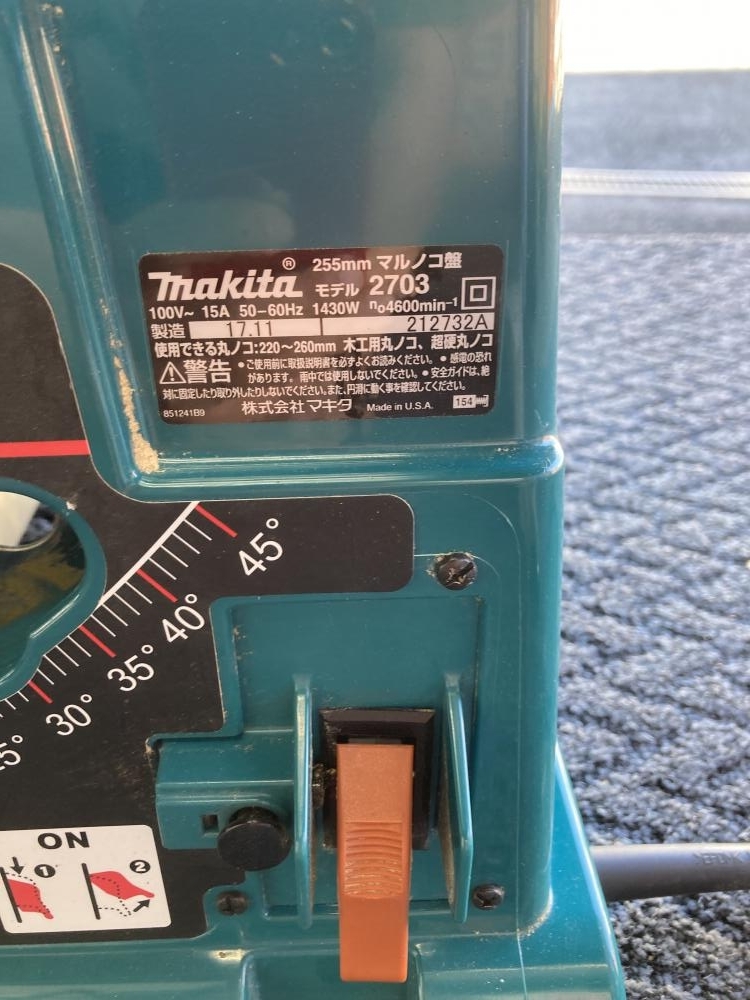 makita ® 255mm マルノコ盤
モデル 2703
100V~ 15A 50-60Hz 1430W n₀4600min⁻¹
製造 17.11 212732A
使用できる丸ノコ:220~260mm 木工用丸ノコ、超硬丸ノコ
警告 •ご使用前に取扱説明書を必ずよくお読みください。 •感電の恐れ
があります。雨中では使用しないでください。 •安全ガイドは、絶
対に固定したり取り外したりしないでください。また、円滑に動く事を確認してください。
851241B9 株式会社 マキタ Made in U.S.A. 154
45°
40°
35°
30°
5°
ON
1 2